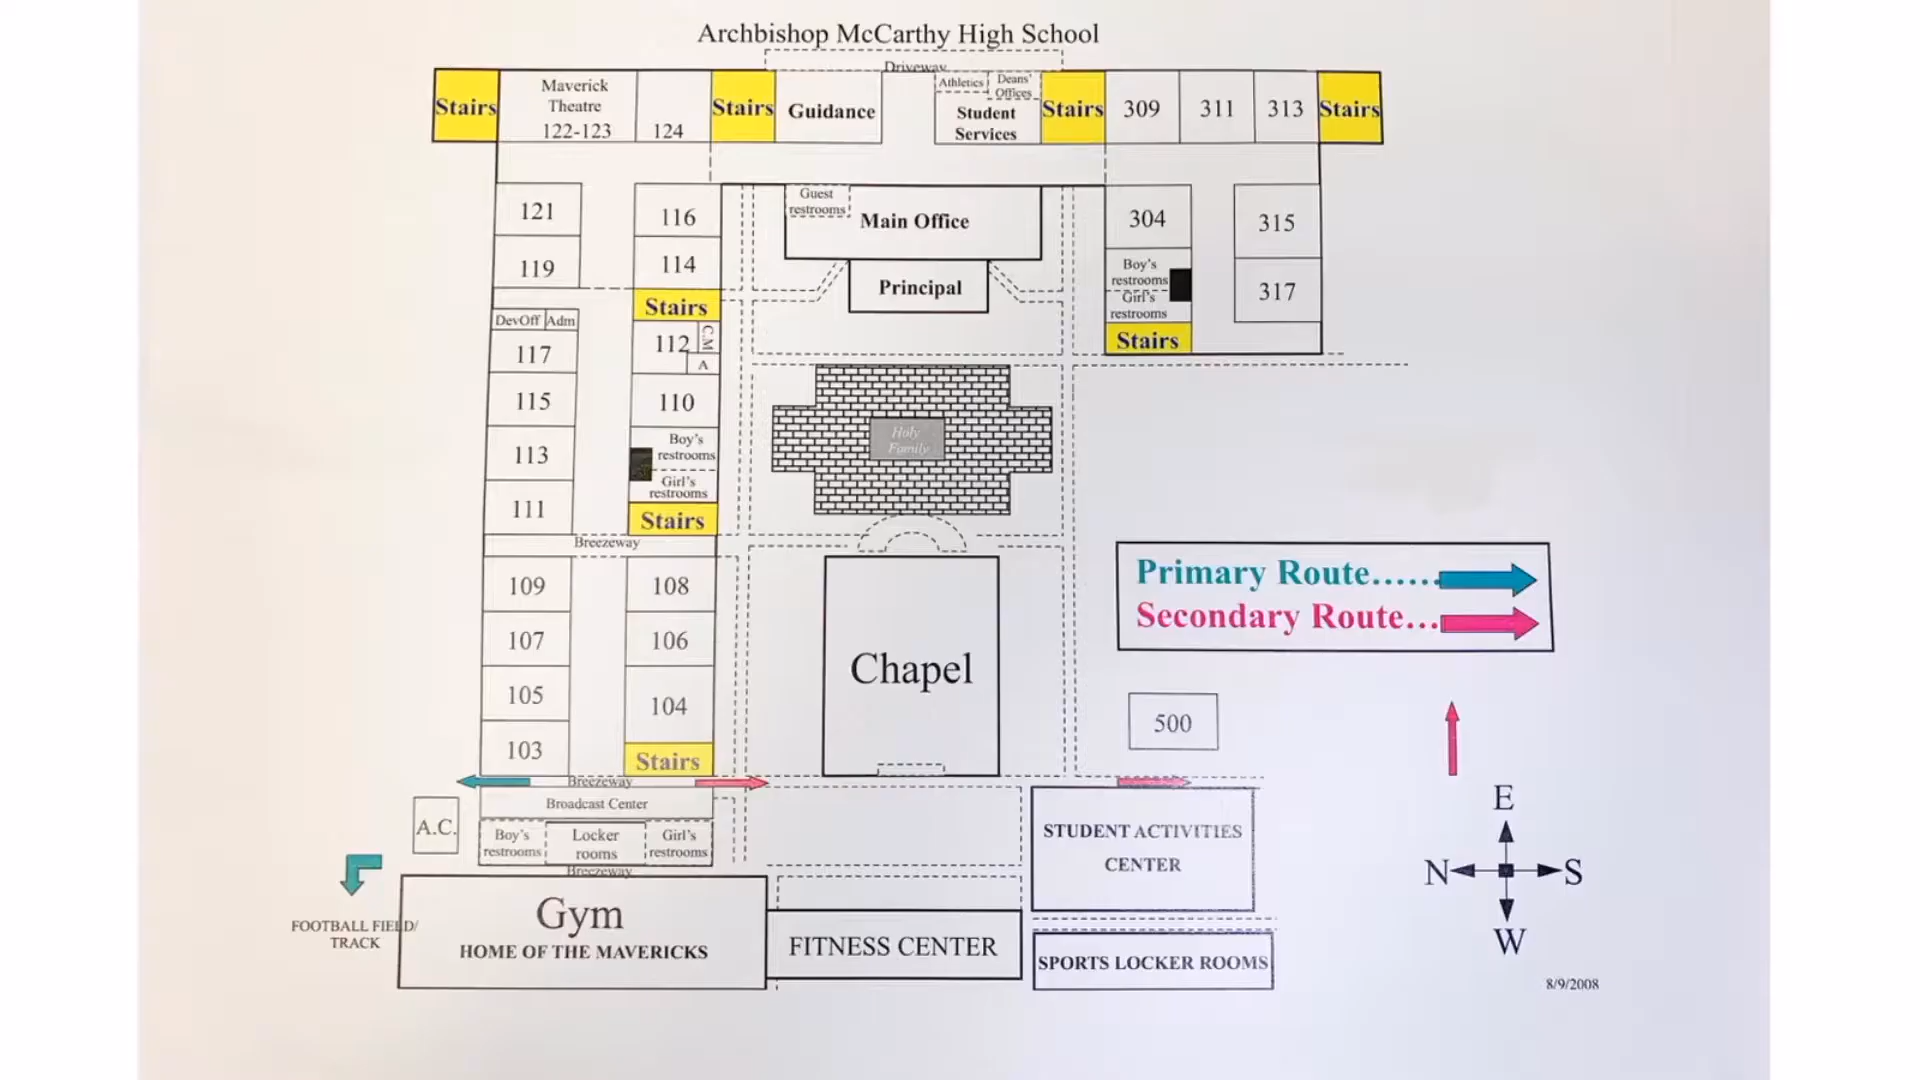 Archbishop McCarthy High School
Driveway
Stairs
Maverick
Theatre
122-123
124
Stairs
Guidance
Athletics
Deans'
Offices
Student
Services
Stairs
309
311
313
Stairs
121
116
Guest
restrooms
Main Office
304
315
119
114
Principal
Boy's
restrooms
Girl's
restrooms
317
Stairs
Stairs
DevOff
Adm
117
112
C.M
A
115
110
Holy
Family
113
Boy's
restrooms
Girl's
restrooms
111
Stairs
Breezeway
109
108
Primary Route......
Secondary Route...
107
106
Chapel
105
104
500
103
Stairs
Breezeway
Broadcast Center
A.C.
Boy's
restrooms
Locker
rooms
Girl's
restrooms
Breezeway
STUDENT ACTIVITIES
CENTER
E
N
S
W
FOOTBALL FIELD/
TRACK
Gym
HOME OF THE MAVERICKS
FITNESS CENTER
SPORTS LOCKER ROOMS
8/9/2008